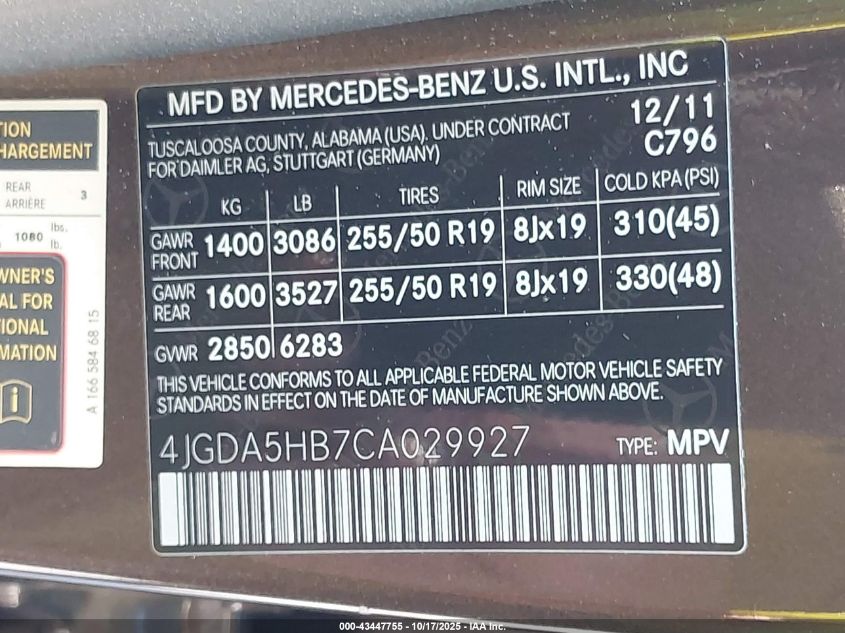 TION
HARGEMENT
REAR
ARRIÈRE
3
1080
lbs.
lb.
WNER'S
AL FOR
TIONAL
RMATION
A 166 584 68 15
MFD BY MERCEDES-BENZ U.S. INTL., INC
TUSCALOOSA COUNTY, ALABAMA (USA). UNDER CONTRACT
FOR DAIMLER AG, STUTTGART (GERMANY)
12/11
C796
KG LB TIRES RIM SIZE COLD KPA (PSI)
GAWR FRONT 1400 3086 255/50 R19 8Jx19 310(45)
GAWR REAR 1600 3527 255/50 R19 8Jx19 330(48)
GVWR 2850 6283
THIS VEHICLE CONFORMS TO ALL APPLICABLE FEDERAL MOTOR VEHICLE SAFETY
STANDARDS IN EFFECT ON THE DATE OF MANUFACTURE SHOWN ABOVE.
4JGDA5HB7CA029927 TYPE: MPV
000-43447755 - 10/17/2025 - IAA Inc.